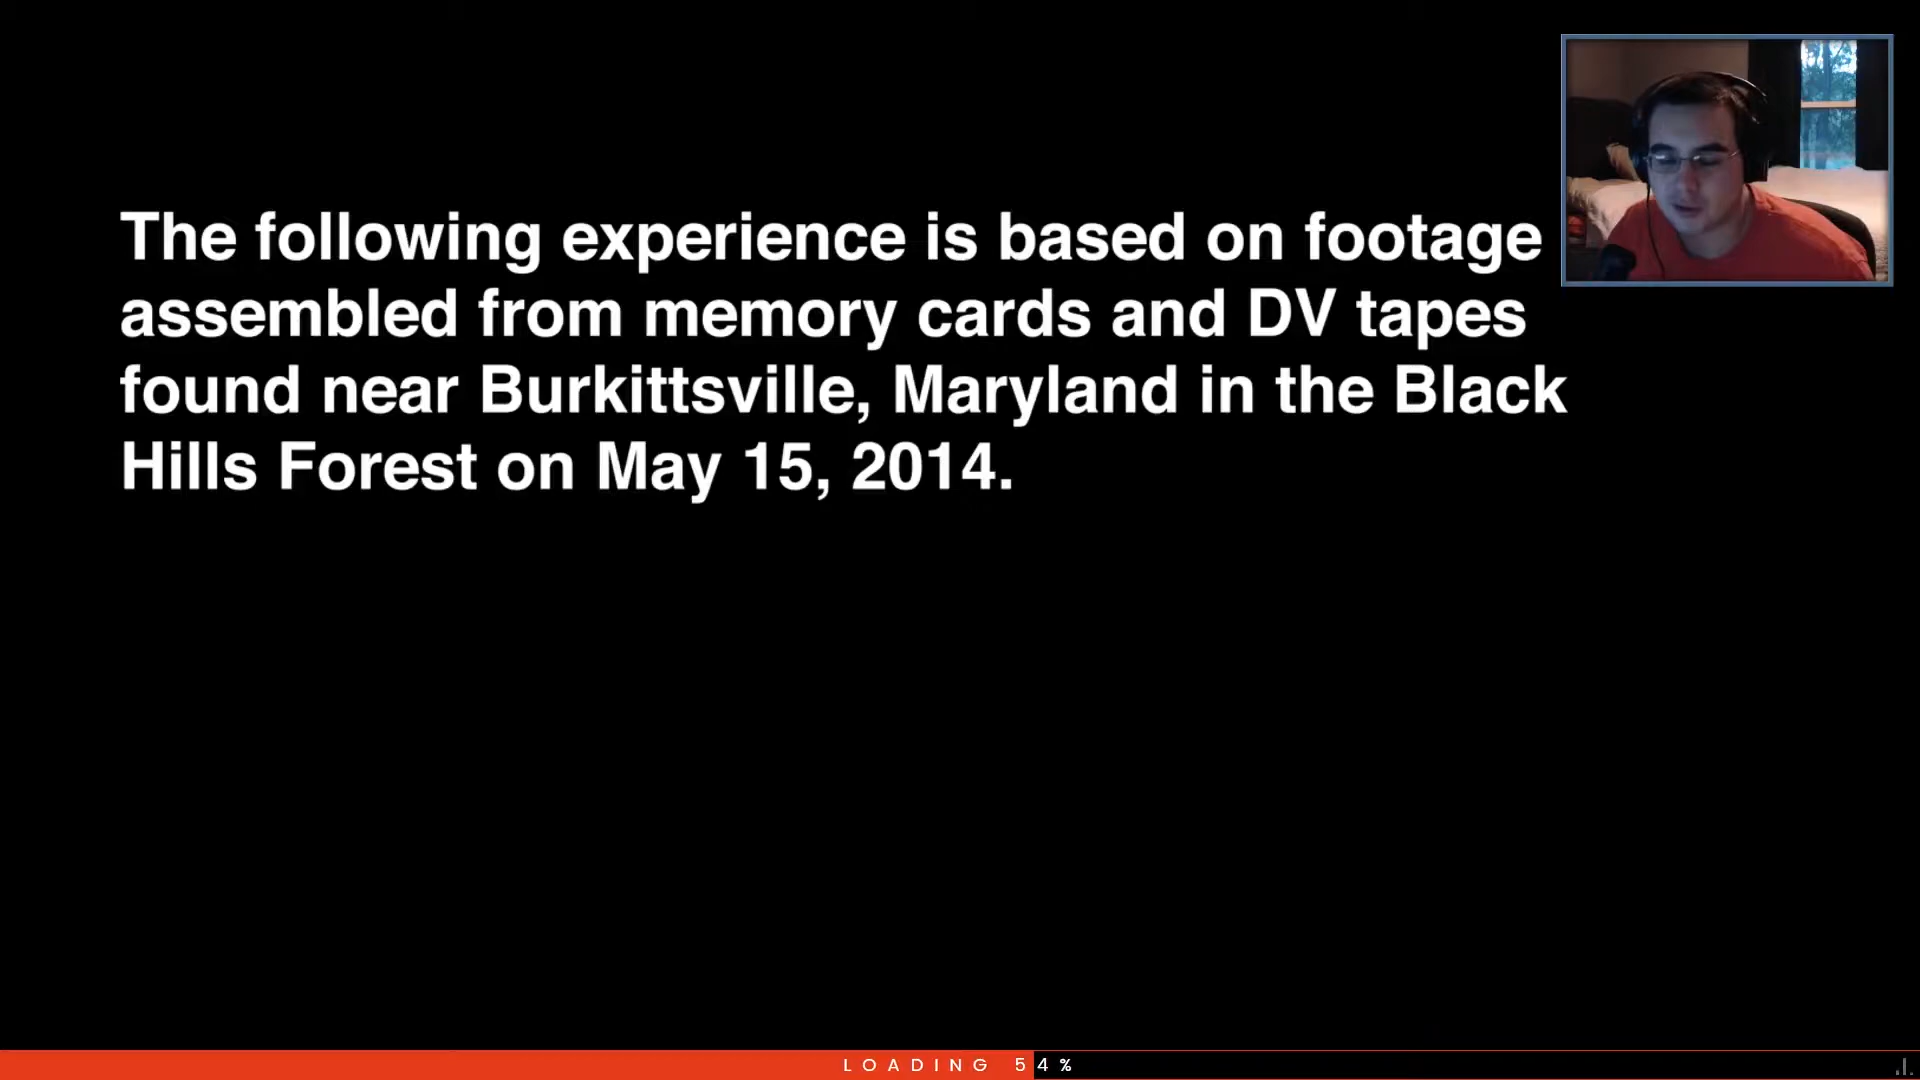 The following experience is based on footage
assembled from memory cards and DV tapes
found near Burkittsville, Maryland in the Black
Hills Forest on May 15, 2014.
LOADING 54%